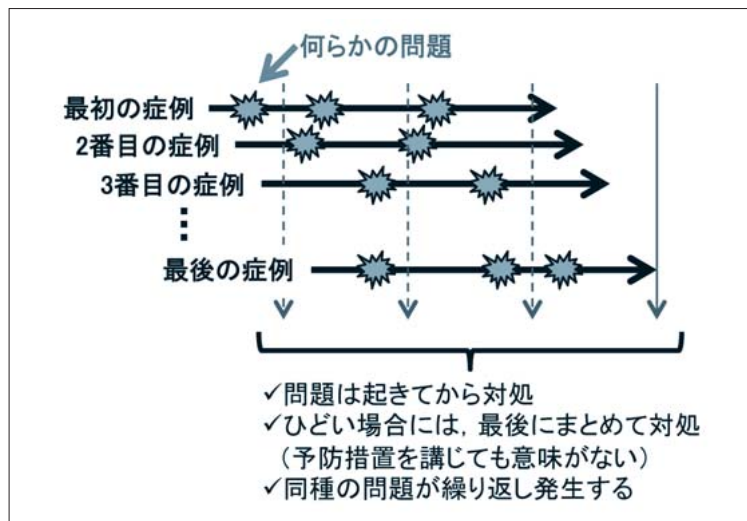 何らかの問題
最初の症例
2番目の症例
3番目の症例
最後の症例
✓問題は起きてから対処
✓ひどい場合には，最後にまとめて対処
（予防措置を講じても意味がない）
✓同種の問題が繰り返し発生する